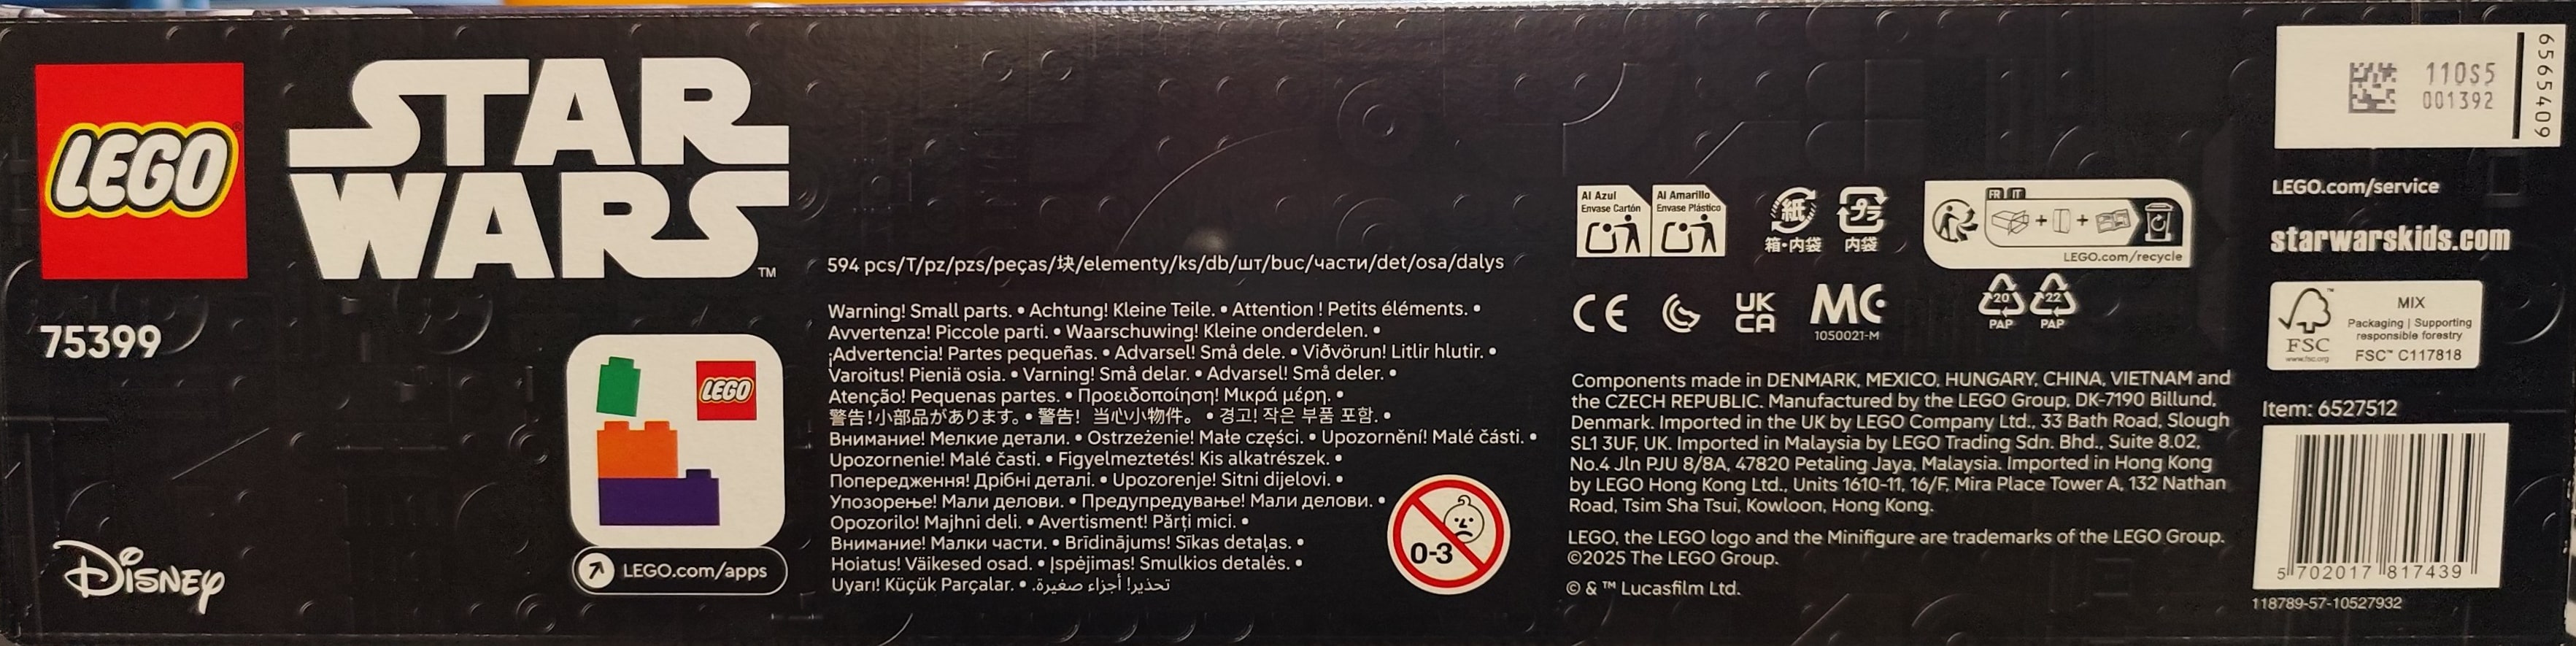 LEGO®
STAR
WARS™
75399
LEGO
LEGO.com/apps
Disney
594 pcs/T/pz/pzs/peças/块/elementy/ks/db/шт/buc/части/det/osa/dalys
Warning! Small parts. • Achtung! Kleine Teile. • Attention ! Petits éléments. •
Avvertenza! Piccole parti. • Waarschuwing! Kleine onderdelen. •
¡Advertencia! Partes pequeñas. • Advarsel! Små dele. • Viðvörun! Litlir hlutir. •
Varoitus! Pieniä osia. • Varning! Små delar. • Advarsel! Små deler. •
Atenção! Pequenas partes. • Προειδοποίηση! Μικρά μέρη. •
警告!小部品があります。• 警告! 当心小物件。 • 경고! 작은 부품 포함. •
Внимание! Мелкие детали. • Ostrzeżenie! Małe części. • Upozornění! Malé části. •
Upozornenie! Malé časti. • Figyelmeztetés! Kis alkatrészek. •
Попередження! Дрібні деталі. • Upozorenje! Sitni dijelovi. •
Упозорење! Мали делови. • Предупредување! Мали делови. •
Opozorilo! Majhni deli. • Avertisment! Părți mici. •
Внимание! Малки части. • Brīdinājums! Sīkas detaļas. •
Hoiatus! Väikesed osad. • Įspėjimas! Smulkios detalės. •
Uyarı! Küçük Parçalar. • تحذير! أجزاء صغيرة.
0-3
Al Azul
Envase Cartón
Al Amarillo
Envase Plástico
紙
箱・内袋
プラ
内袋
FR IT
+ +
LEGO.com/recycle
CE
UK
CA
MC
1050021-M
20
PAP
22
PAP
Components made in DENMARK, MEXICO, HUNGARY, CHINA, VIETNAM and
the CZECH REPUBLIC. Manufactured by the LEGO Group, DK-7190 Billund,
Denmark. Imported in the UK by LEGO Company Ltd., 33 Bath Road, Slough
SL1 3UF, UK. Imported in Malaysia by LEGO Trading Sdn. Bhd., Suite 8.02,
No.4 Jln PJU 8/8A, 47820 Petaling Jaya, Malaysia. Imported in Hong Kong
by LEGO Hong Kong Ltd., Units 1610-11, 16/F, Mira Place Tower A, 132 Nathan
Road, Tsim Sha Tsui, Kowloon, Hong Kong.
LEGO, the LEGO logo and the Minifigure are trademarks of the LEGO Group.
©2025 The LEGO Group.
© & ™ Lucasfilm Ltd.
110S5
001392
6565409
LEGO.com/service
starwarskids.com
FSC
www.fsc.org
MIX
Packaging | Supporting
responsible forestry
FSC™ C117818
Item: 6527512
5 702017 817439
118789-57-10527932